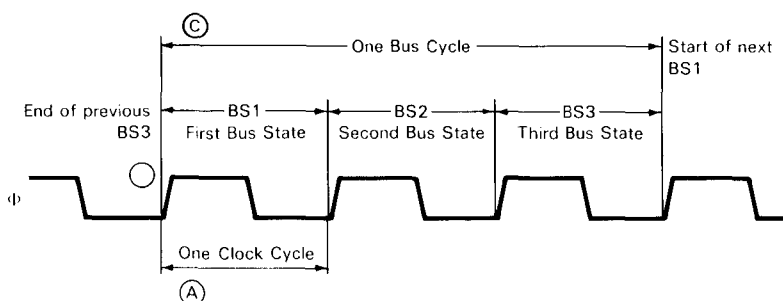 C
One Bus Cycle
Start of next
BS1
End of previous
BS3
BS1
First Bus State
BS2
Second Bus State
BS3
Third Bus State
Φ
One Clock Cycle
A